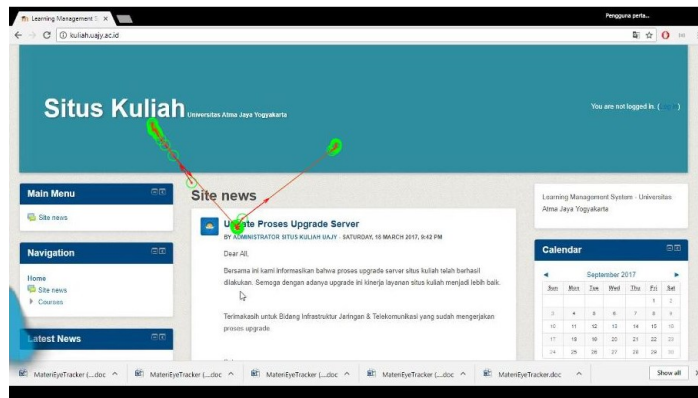 Learning Management S
Pengguna perta...
kuliah.uajy.ac.id
Situs Kuliah Universitas Atma Jaya Yogyakarta
You are not logged in. (
Main Menu
Site news
Navigation
Home
Site news
Courses
Latest News
Site news
Update Proses Upgrade Server
BY ADMINISTRATOR SITUS KULIAH UAJY - SATURDAY, 18 MARCH 2017, 9:42 PM
Dear All,
Bersama ini kami informasikan bahwa proses upgrade server situs kuliah telah berhasil
dilakukan. Semoga dengan adanya upgrade ini kinerja layanan situs kuliah menjadi lebih baik.
Terimakasih untuk Bidang Infrastruktur Jaringan & Telekomunikasi yang sudah mengerjakan
proses upgrade
Learning Management System - Universitas
Atma Jaya Yogyakarta
Calendar
September 2017
Sun Mon Tue Wed Thu Fri Sat
1 2
3 4 5 6 7 8 9
10 11 12 13 14 15 16
17 18 19 20 21 22 23
24 25 26 27 28 29 30
MateriEyeTracker (....doc
MateriEyeTracker (....doc
MateriEyeTracker (....doc
MateriEyeTracker (....doc
MateriEyeTracker.doc
Show all